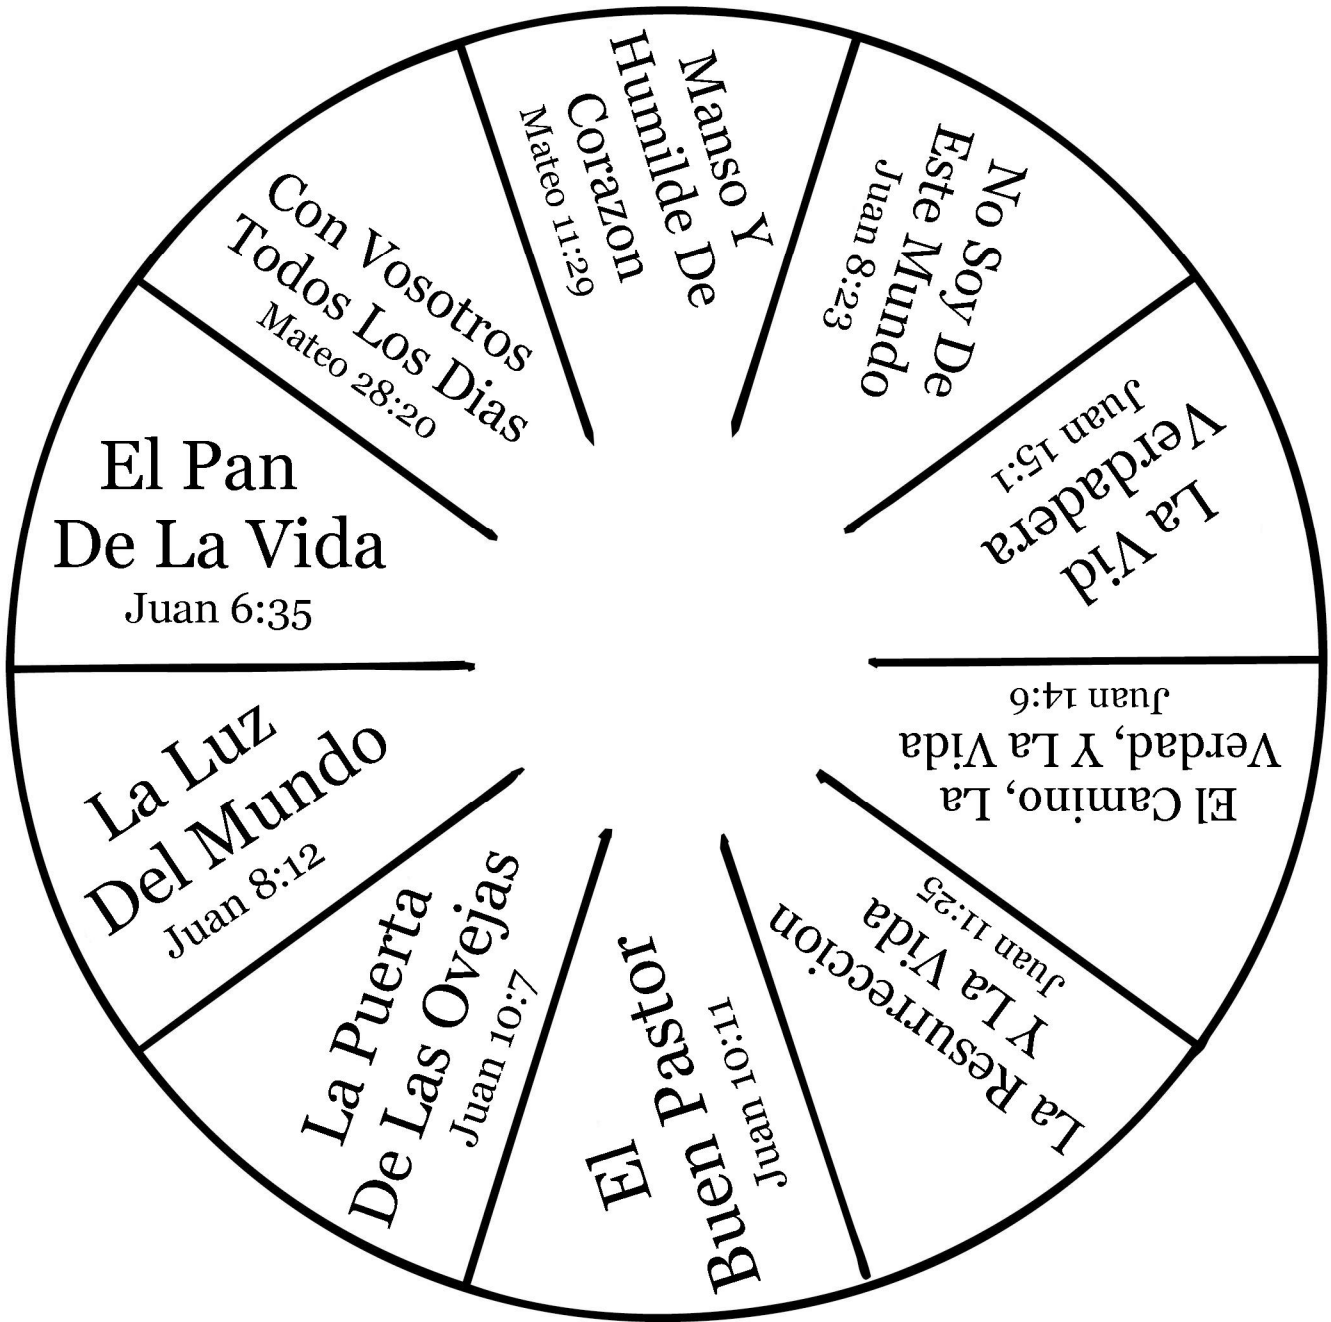 El Pan
De La Vida
Juan 6:35
Con Vosotros
Todos Los Dias
Mateo 28:20
Manso Y
Humilde De
Corazon
Mateo 11:29
No Soy De
Este Mundo
Juan 8:23
La Vid
Verdadera
Juan 15:1
El Camino, La
Verdad, Y La Vida
Juan 14:6
La Resurreccion
Y La Vida
Juan 11:25
El
Buen Pastor
Juan 10:11
La Puerta
De Las Ovejas
Juan 10:7
La Luz
Del Mundo
Juan 8:12